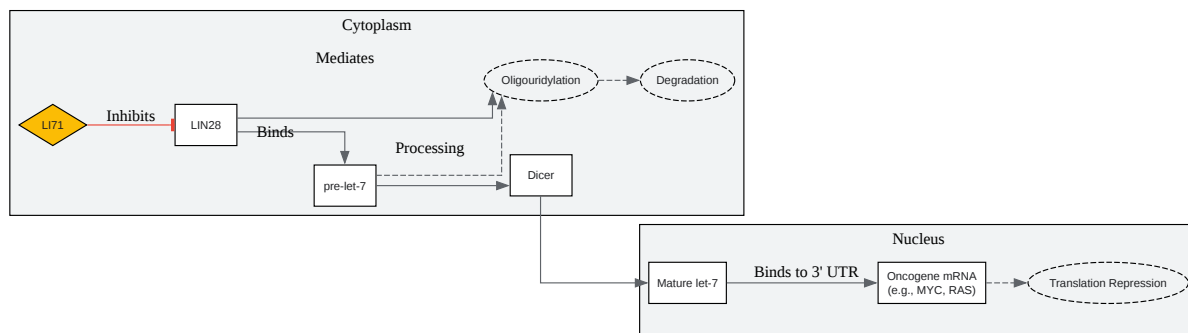 Cytoplasm
Mediates
Oligouridylation
Degradation
LI71
Inhibits
LIN28
Binds
Processing
pre-let-7
Dicer
Nucleus
Mature let-7
Binds to 3' UTR
Oncogene mRNA
(e.g., MYC, RAS)
Translation Repression